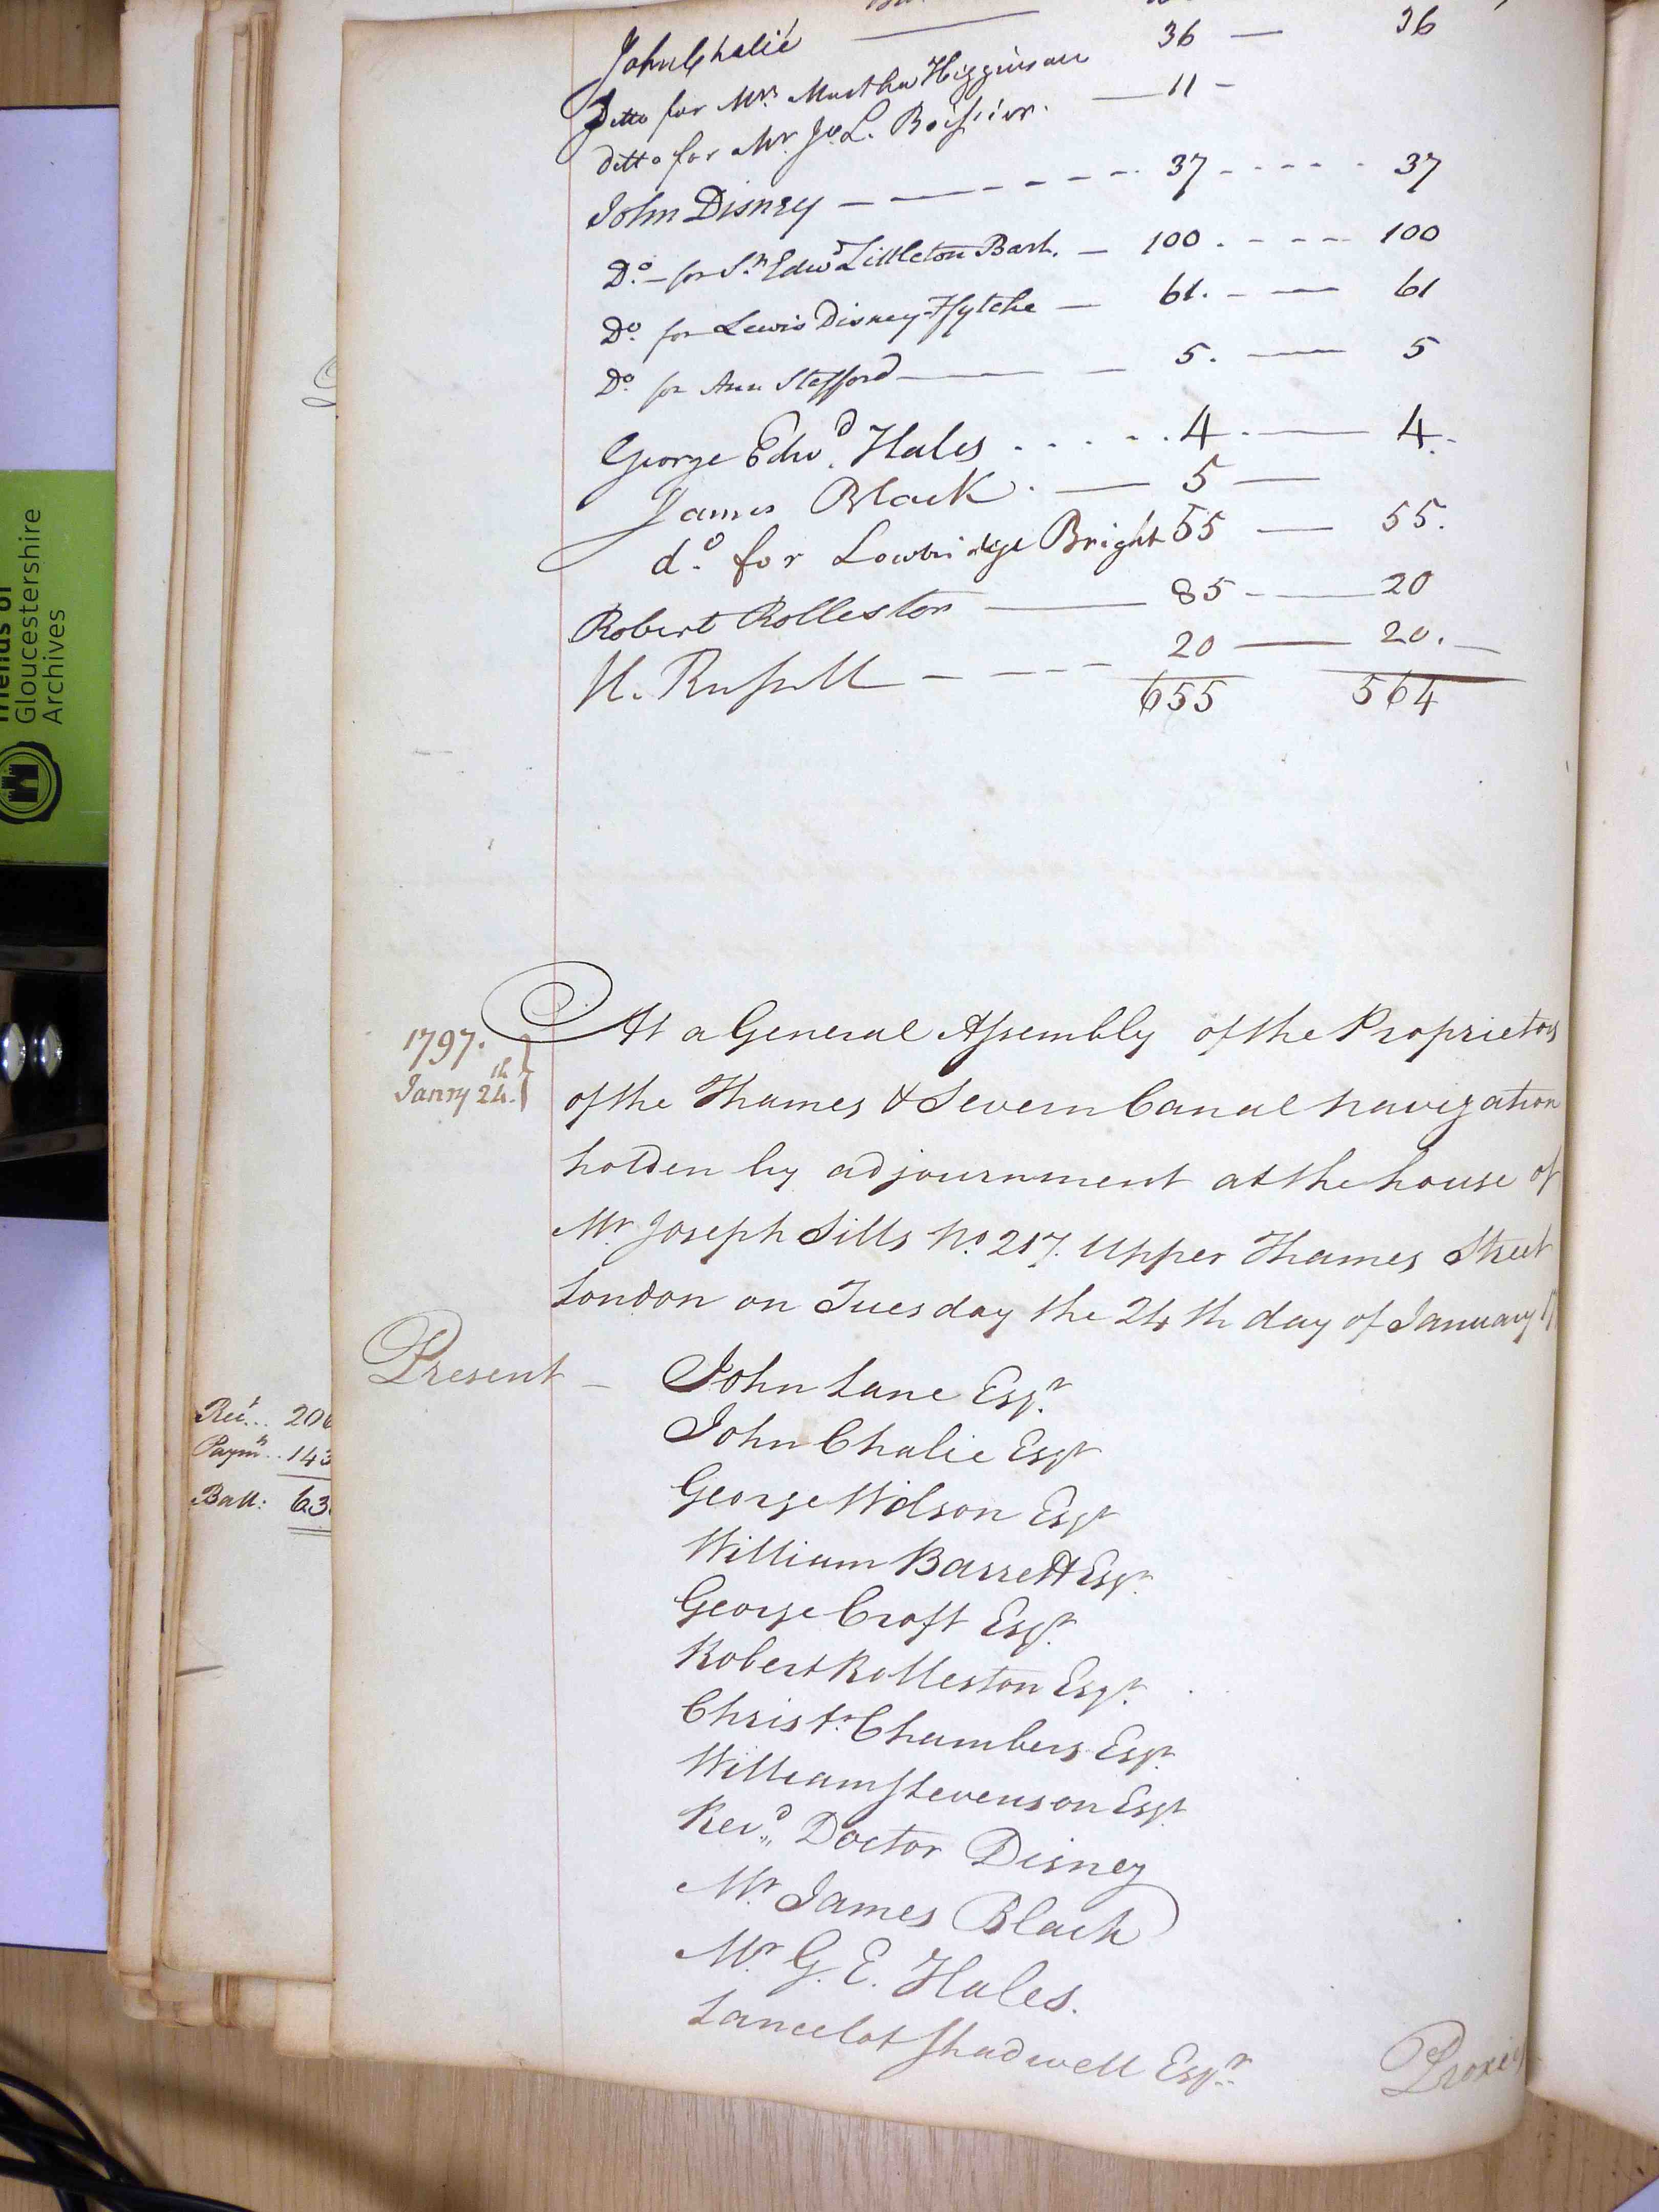 John Chalié — 36 — 36
Ditto for Mrs. Martha Higginson — 11 -
ditto for Mr. Js. L. Boissier.
John Disney — — - - - - - 37 - - - - - 37
Do. - for Sr. Edwd Littleton Bart. — 100 . - - - - 100
Do. for Lewis Disney-Ffytche — 61. - — 61
Do. for Ann Stafford — — 5. — 5
George Edwd. Hales . . . . . 4 . — 4.
James Black . — 5 —
do. for Lowbridge Bright 55 — 55.
Robert Rolleston — 85 - — 20
20 — 20. —
H. Russell — - - -
655 564
1797.
Janry 24th.
At a General Assembly of the Proprietors
of the Thames & Severn Canal navigation
holden by adjournment at the house of
Mr Joseph Sills No. 217. Upper Thames Street
London on Tuesday the 24th day of January
Present — John Lane Esqr.
John Chalie Esqr
George Wilson Esqr
William Barrett Esqr.
George Croft Esqr.
Robert Rolleston Esqr.
Christr. Chambers Esqr.
William Stevenson Esqr
Revd. Doctor Disney
Mr. James Black
Mr. G. E. Hales.
Lancelot Shadwell Esqr.
Proxies
Rect... 206
Paymts.. 143
Ball: 63
Friends of
Gloucestershire
Archives